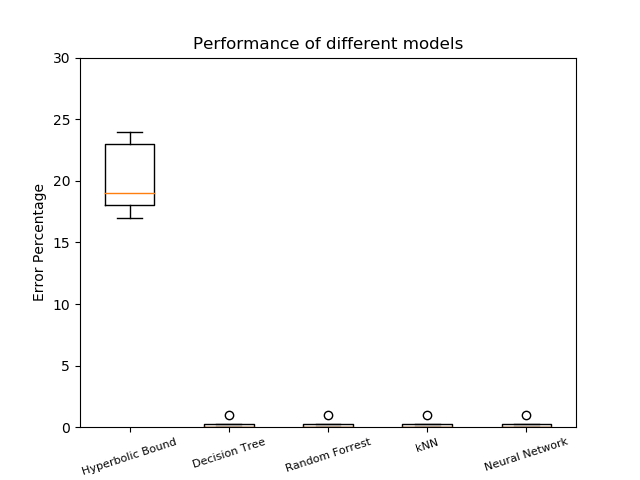 Performance of different models
Error Percentage
30
25
20
15
10
5
0
Hyperbolic Bound
Decision Tree
Random Forrest
kNN
Neural Network